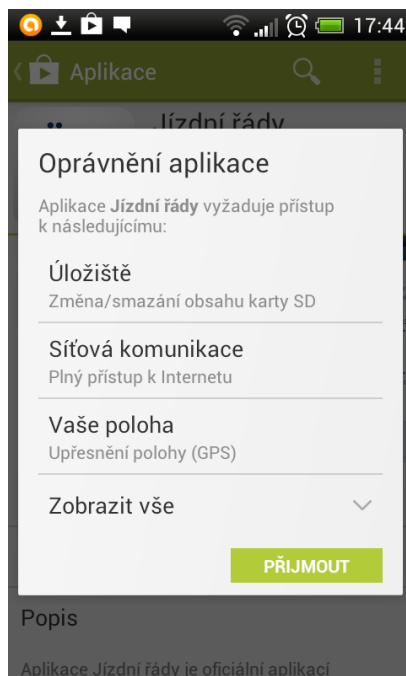 17:44
Aplikace
Jízdní řády
Oprávnění aplikace
Aplikace Jízdní řády vyžaduje přístup
k následujícímu:
Úložiště
Změna/smazání obsahu karty SD
Síťová komunikace
Plný přístup k Internetu
Vaše poloha
Upřesnění polohy (GPS)
Zobrazit vše
PŘIJMOUT
Popis
Aplikace Jízdní řády je oficiální aplikací